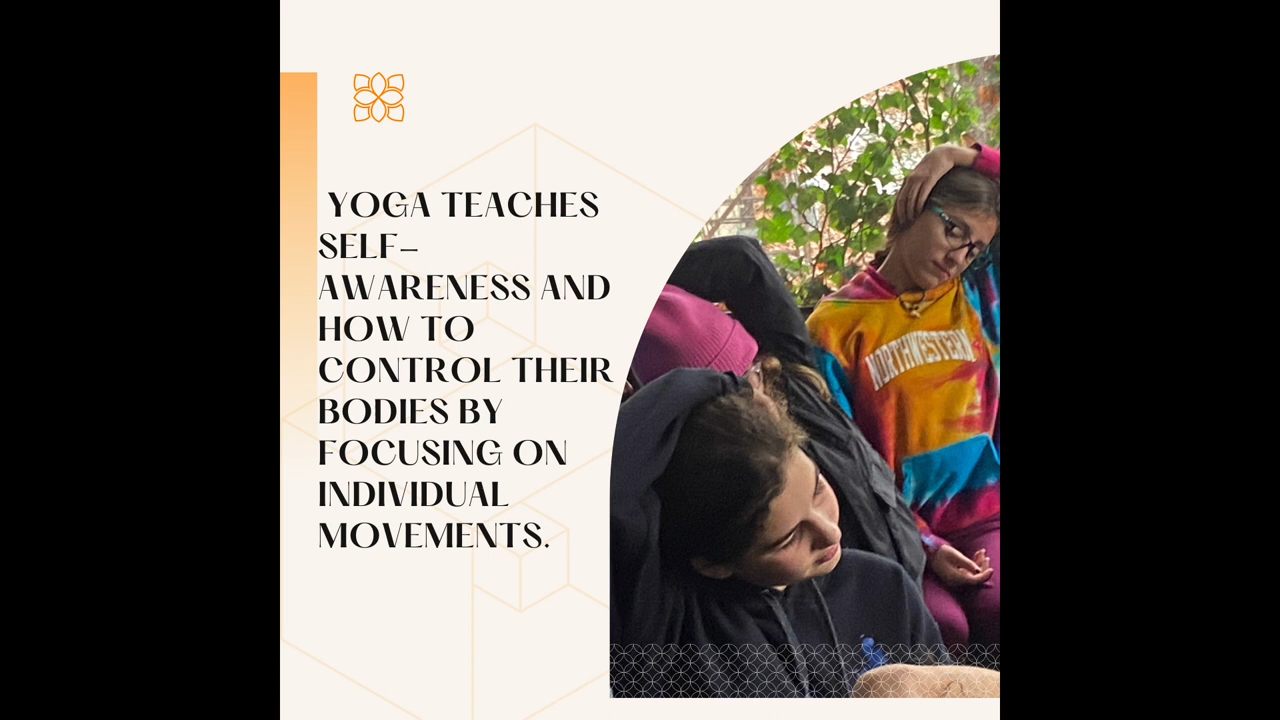 YOGA TEACHES
SELF-
AWARENESS AND
HOW TO
CONTROL THEIR
BODIES BY
FOCUSING ON
INDIVIDUAL
MOVEMENTS.
NORTHWESTERN